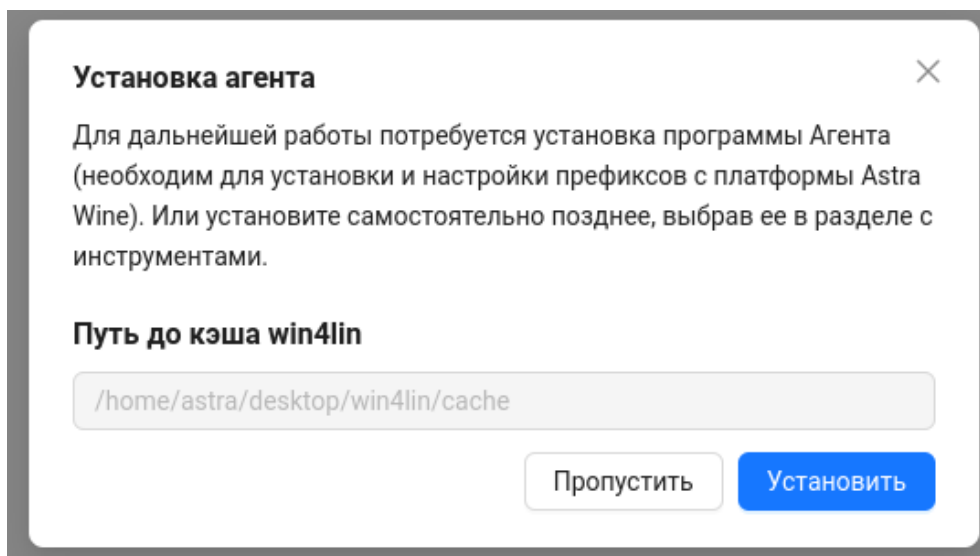 Установка агента
Для дальнейшей работы потребуется установка программы Агента
(необходим для установки и настройки префиксов с платформы Astra
Wine). Или установите самостоятельно позднее, выбрав ее в разделе с
инструментами.
Путь до кэша win4lin
/home/astra/desktop/win4lin/cache
Пропустить
Установить